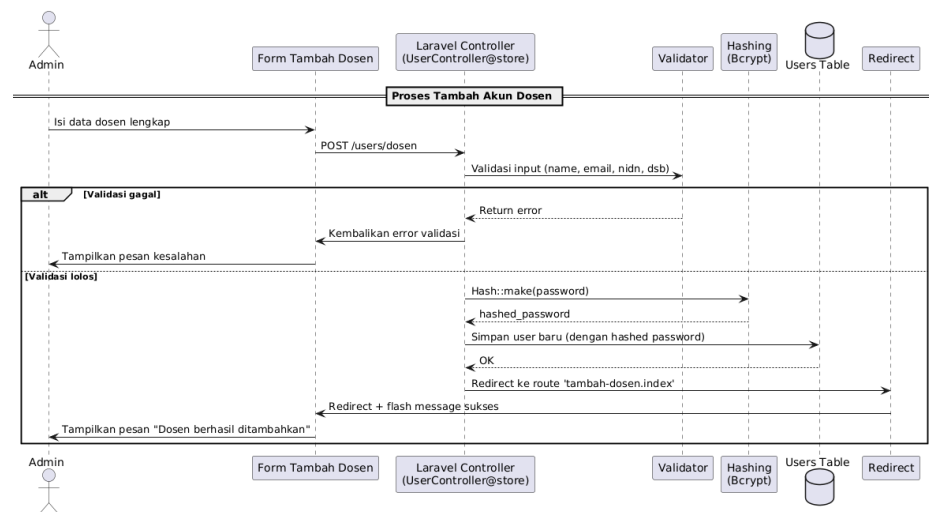 Admin
Form Tambah Dosen
Laravel Controller
(UserController@store)
Validator
Hashing
(Bcrypt)
Users Table
Redirect
Proses Tambah Akun Dosen
Isi data dosen lengkap
POST /users/dosen
Validasi input (name, email, nidn, dsb)
alt
[Validasi gagal]
Return error
Kembalikan error validasi
Tampilkan pesan kesalahan
[Validasi lolos]
Hash::make(password)
hashed_password
Simpan user baru (dengan hashed password)
OK
Redirect ke route 'tambah-dosen.index'
Redirect + flash message sukses
Tampilkan pesan "Dosen berhasil ditambahkan"
Admin
Form Tambah Dosen
Laravel Controller
(UserController@store)
Validator
Hashing
(Bcrypt)
Users Table
Redirect